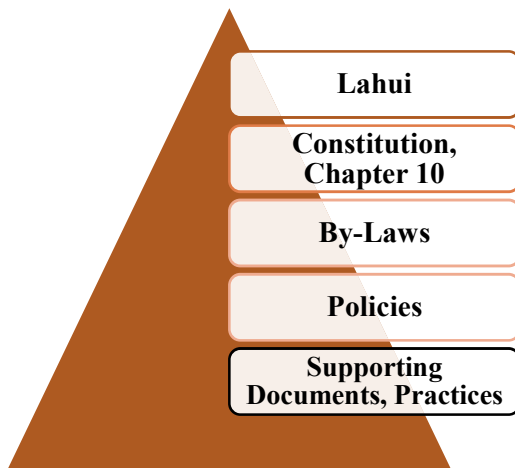 Lahui
Constitution,
Chapter 10
By-Laws
Policies
Supporting
Documents, Practices